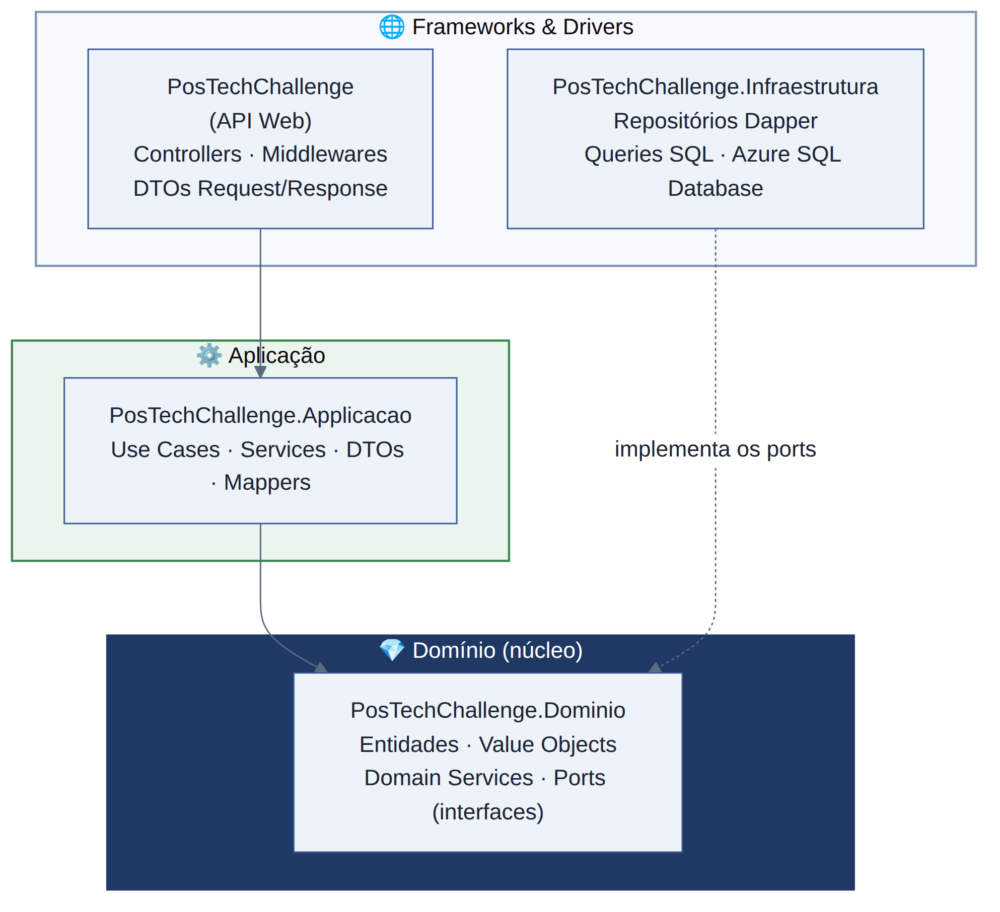 🌐 Frameworks & Drivers
PosTechChallenge
(API Web)
Controllers · Middlewares
DTOs Request/Response
PosTechChallenge.Infraestrutura
Repositórios Dapper
Queries SQL · Azure SQL
Database
⚙️ Aplicação
PosTechChallenge.Applicacao
Use Cases · Services · DTOs
· Mappers
implementa os ports
💎 Domínio (núcleo)
PosTechChallenge.Dominio
Entidades · Value Objects
Domain Services · Ports
(interfaces)